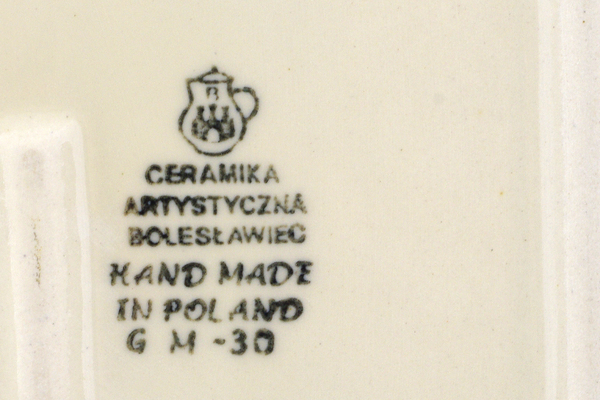 B
CERAMIKA
ARTYSTYCZNA
BOLESŁAWIEC
HAND MADE
IN POLAND
G M -30